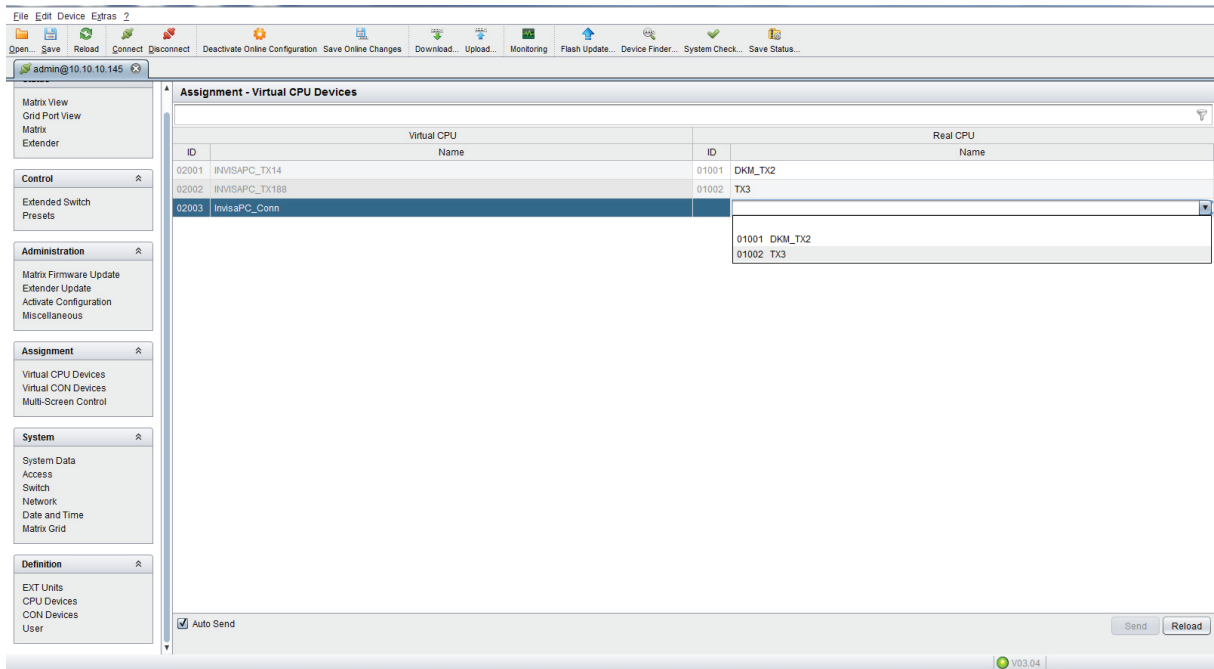 File Edit Device Extras ?
Open... Save Reload Connect Disconnect Deactivate Online Configuration Save Online Changes Download... Upload... Monitoring Flash Update... Device Finder... System Check... Save Status...
admin@10.10.10.145
Status
Matrix View
Grid Port View
Matrix
Extender
Control
Extended Switch
Presets
Administration
Matrix Firmware Update
Extender Update
Activate Configuration
Miscellaneous
Assignment
Virtual CPU Devices
Virtual CON Devices
Multi-Screen Control
System
System Data
Access
Switch
Network
Date and Time
Matrix Grid
Definition
EXT Units
CPU Devices
CON Devices
User
Assignment - Virtual CPU Devices
Virtual CPU Real CPU
ID Name ID Name
02001 INVISAPC_TX14 01001 DKM_TX2
02002 INVISAPC_TX188 01002 TX3
02003 InvisaPC_Conn
01001 DKM_TX2
01002 TX3
Auto Send Send Reload
V03.04